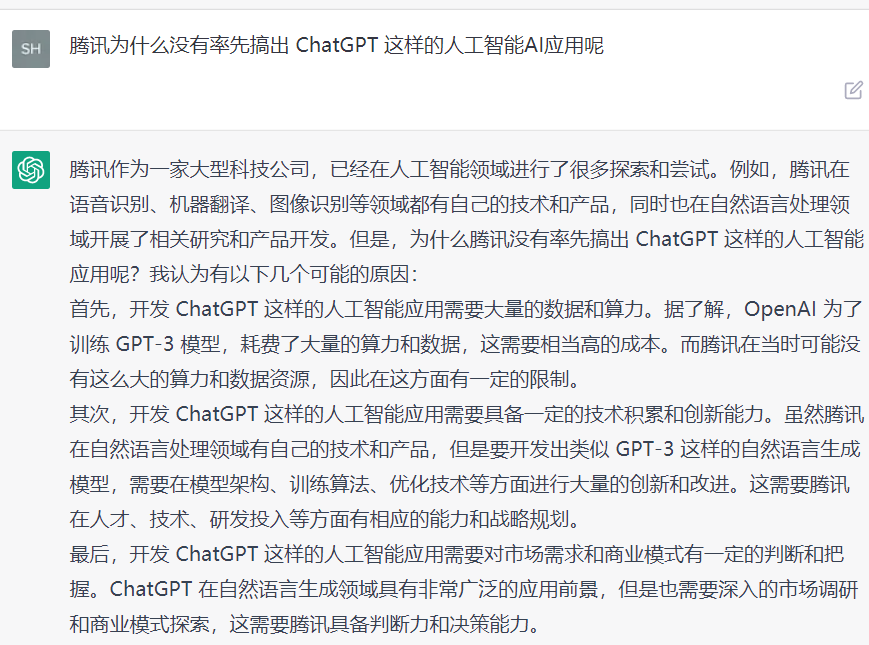 SH
腾讯为什么没有率先搞出 ChatGPT 这样的人工智能AI应用呢
腾讯作为一家大型科技公司，已经在人工智能领域进行了很多探索和尝试。例如，腾讯在
语音识别、机器翻译、图像识别等领域都有自己的技术和产品，同时也在自然语言处理领
域开展了相关研究和产品开发。但是，为什么腾讯没有率先搞出 ChatGPT 这样的人工智能
应用呢？我认为有以下几个可能的原因：
首先，开发 ChatGPT 这样的人工智能应用需要大量的数据和算力。据了解，OpenAI 为了
训练 GPT-3 模型，耗费了大量的算力和数据，这需要相当高的成本。而腾讯在当时可能没
有这么大的算力和数据资源，因此在这方面有一定的限制。
其次，开发 ChatGPT 这样的人工智能应用需要具备一定的技术积累和创新能力。虽然腾讯
在自然语言处理领域有自己的技术和产品，但是要开发出类似 GPT-3 这样的自然语言生成
模型，需要在模型架构、训练算法、优化技术等方面进行大量的创新和改进。这需要腾讯
在人才、技术、研发投入等方面有相应的能力和战略规划。
最后，开发 ChatGPT 这样的人工智能应用需要对市场需求和商业模式有一定的判断和把
握。ChatGPT 在自然语言生成领域具有非常广泛的应用前景，但是也需要深入的市场调研
和商业模式探索，这需要腾讯具备判断力和决策能力。